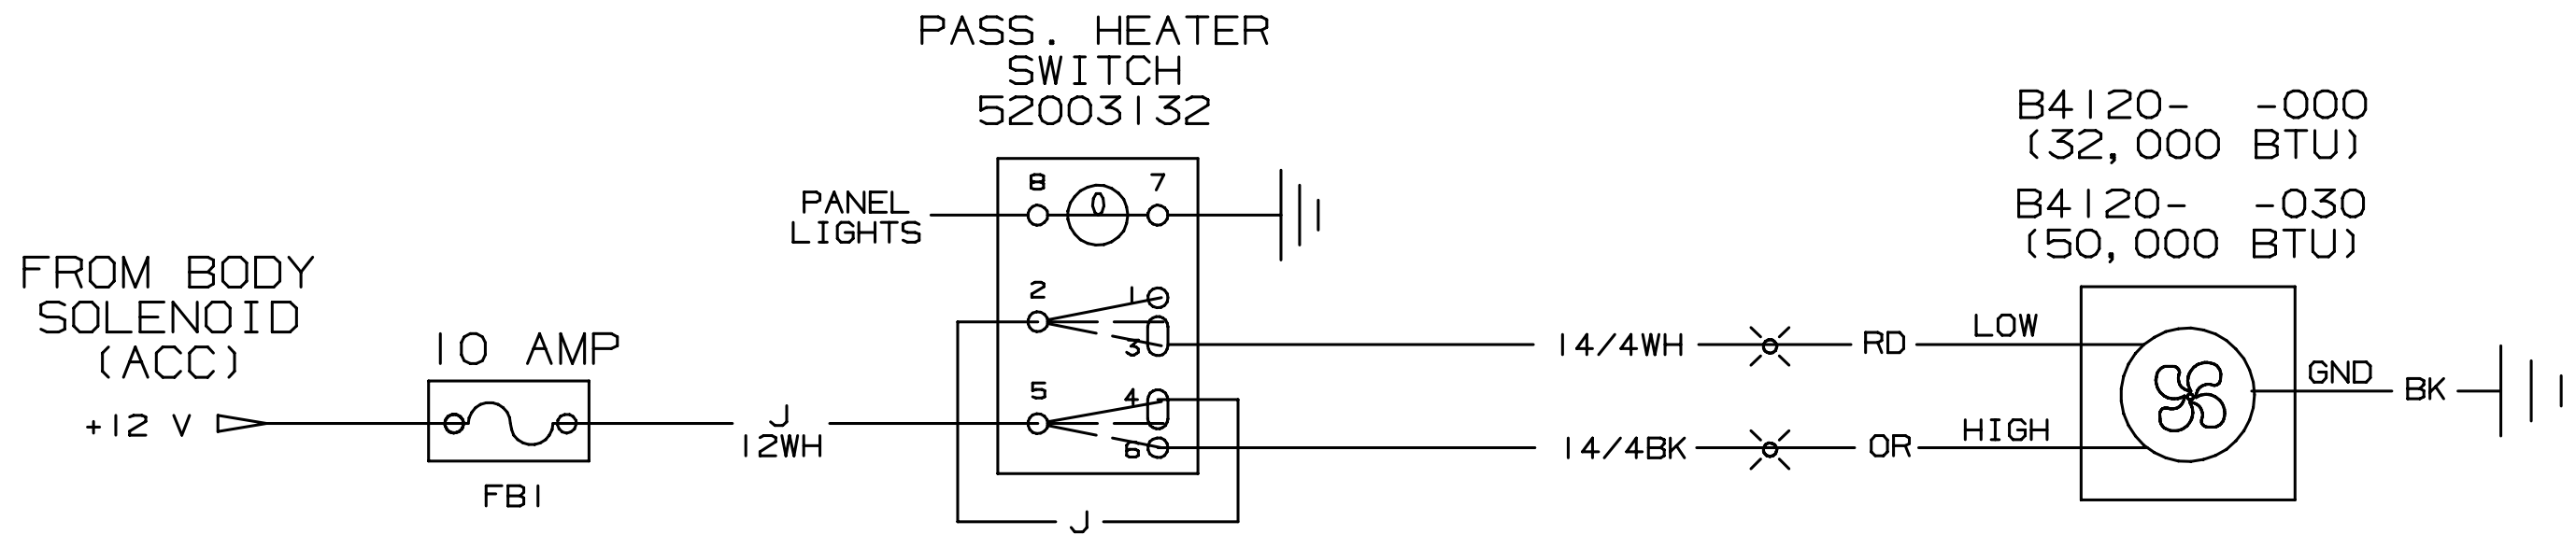 PASS. HEATER
SWITCH
52003132
B4120- -000
(32,000 BTU)
B4120- -030
(50,000 BTU)
PANEL
LIGHTS
8
7
0
FROM BODY
SOLENOID
(ACC)
+12 V
10 AMP
FB1
J
12WH
2
1
3
5
4
6
J
14/4WH
RD
LOW
14/4BK
OR
HIGH
GND
BK